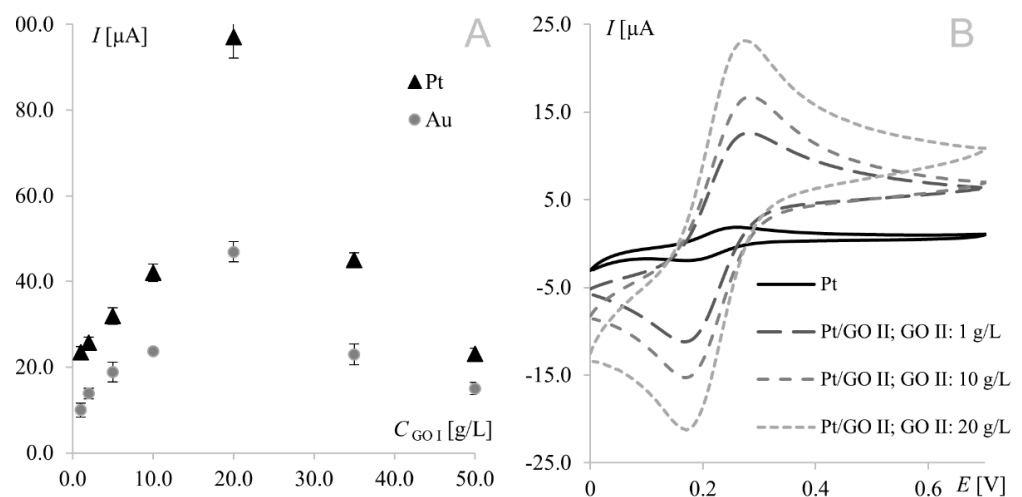 00.0
I [µA]
A
Pt
80.0
Au
60.0
40.0
20.0
C GO I [g/L]
0.0
0.0 10.0 20.0 30.0 40.0 50.0
25.0
I [µA
B
15.0
5.0
-5.0
Pt
Pt/GO II; GO II: 1 g/L
-15.0
Pt/GO II; GO II: 10 g/L
Pt/GO II; GO II: 20 g/L
-25.0
0 0.2 0.4 0.6 E [V]